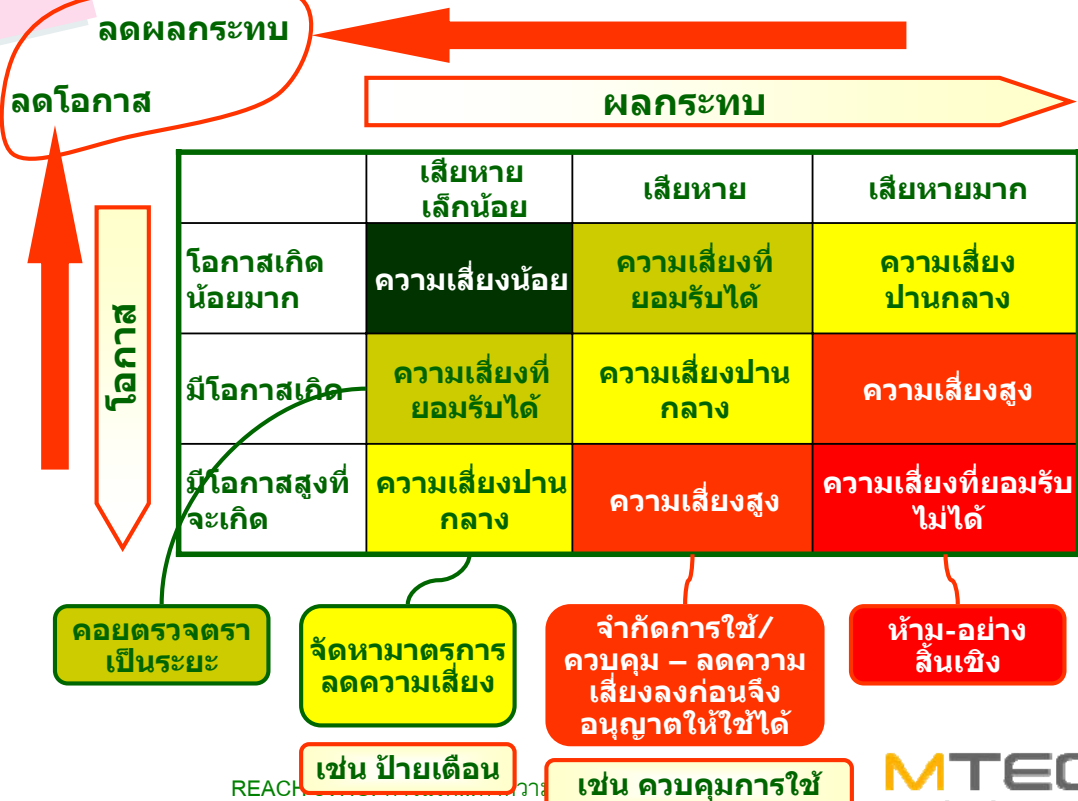 ลดผลกระทบ
ลดโอกาส
ผลกระทบ
โอกาส
เสียหาย
เล็กน้อย
เสียหาย
เสียหายมาก
โอกาสเกิด
น้อยมาก
ความเสี่ยงน้อย
ความเสี่ยงที่
ยอมรับได้
ความเสี่ยง
ปานกลาง
มีโอกาสเกิด
ความเสี่ยงที่
ยอมรับได้
ความเสี่ยงปาน
กลาง
ความเสี่ยงสูง
มีโอกาสสูงที่
จะเกิด
ความเสี่ยงปาน
กลาง
ความเสี่ยงสูง
ความเสี่ยงที่ยอมรับ
ไม่ได้
คอยตรวจตรา
เป็นระยะ
จัดหามาตรการ
ลดความเสี่ยง
จำกัดการใช้/
ควบคุม – ลดความ
เสี่ยงลงก่อนจึง
อนุญาตให้ใช้ได้
ห้าม-อย่าง
สิ้นเชิง
เช่น ป้ายเตือน
เช่น ควบคุมการใช้
REACH
MTEC